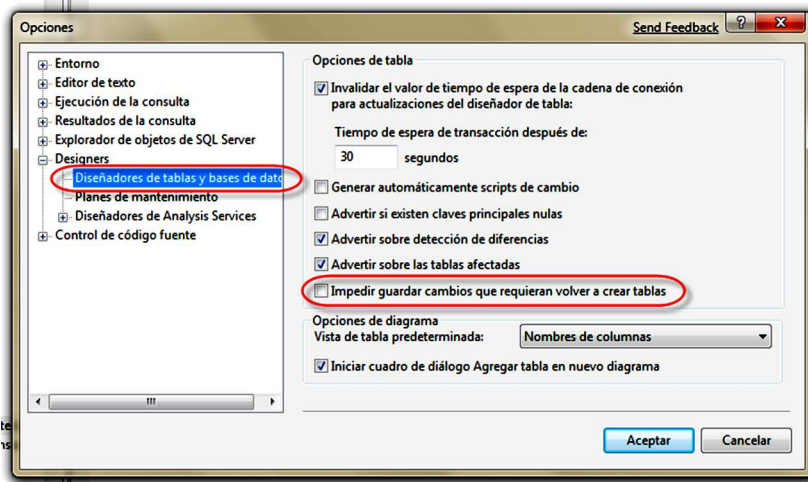 Opciones
Send Feedback
?
Entorno
Editor de texto
Ejecución de la consulta
Resultados de la consulta
Explorador de objetos de SQL Server
Designers
Diseñadores de tablas y bases de dato
Planes de mantenimiento
Diseñadores de Analysis Services
Control de código fuente
Opciones de tabla
Invalidar el valor de tiempo de espera de la cadena de conexión
para actualizaciones del diseñador de tabla:
Tiempo de espera de transacción después de:
30 segundos
Generar automáticamente scripts de cambio
Advertir si existen claves principales nulas
Advertir sobre detección de diferencias
Advertir sobre las tablas afectadas
Impedir guardar cambios que requieran volver a crear tablas
Opciones de diagrama
Vista de tabla predeterminada: Nombres de columnas
Iniciar cuadro de diálogo Agregar tabla en nuevo diagrama
Aceptar Cancelar